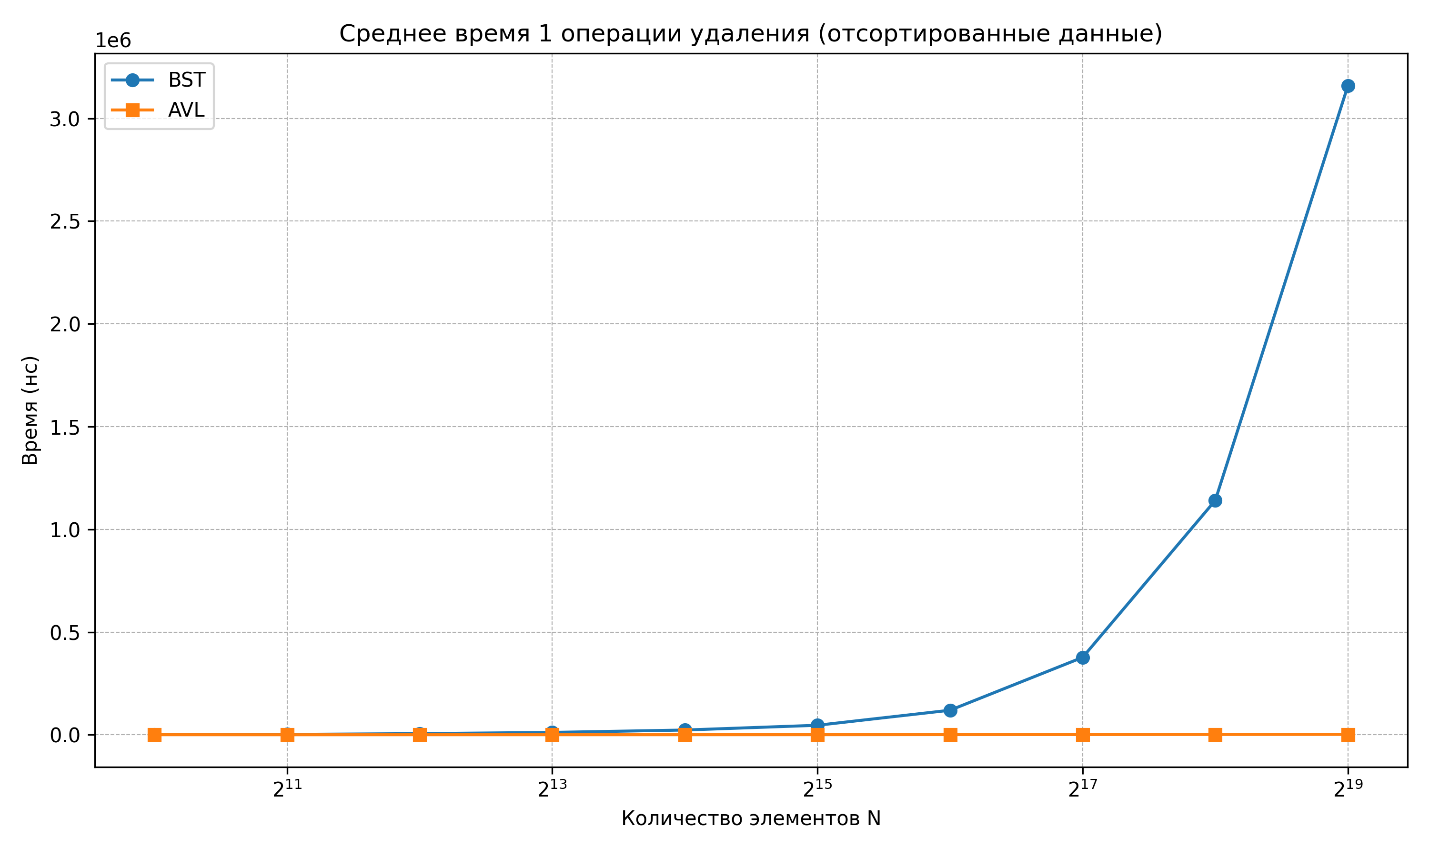 Среднее время 1 операции удаления (отсортированные данные)
1e6
BST
AVL
3.0
2.5
2.0
1.5
1.0
0.5
0.0
Время (нс)
2^11 2^13 2^15 2^17 2^19
Количество элементов N